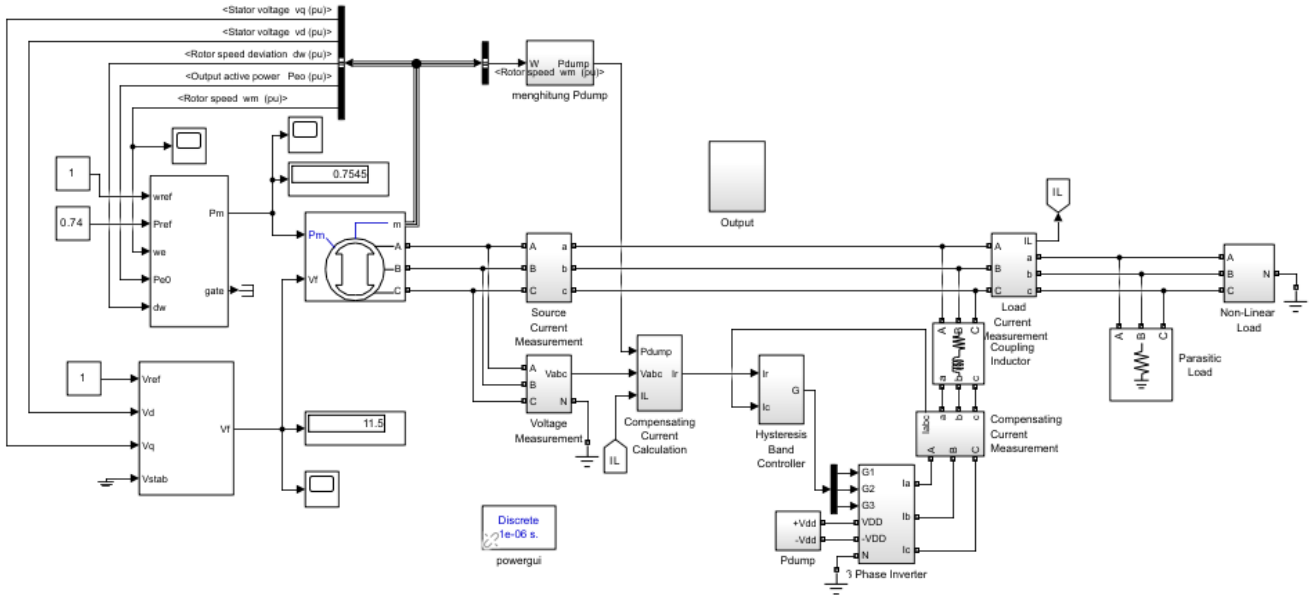 <Stator voltage vq (pu)>
<Stator voltage vd (pu)>
<Rotor speed deviation dw (pu)>
<Output active power Peo (pu)>
<Rotor speed wm (pu)>
W Pdump
<Rotor speed wm (pu)>
menghitung Pdump
1
0.74
wref
Pref
we
Pe0
dw
Pm
gate
0.7545
Pm
Vf
m
A
B
C
A a
B b
C c
Source
Current
Measurement
Output
IL
A IL
B a
C b
c
Load
Current
Measurement
A B C
a b c
Coupling
Inductor
A
B N
C
Non-Linear
Load
A B C
Parasitic
Load
1
Vref
Vd
Vq
Vstab
Vf
11.5
A Vabc
B
C N
Voltage
Measurement
IL
Pdump
Vabc Ir
IL
Compensating
Current
Calculation
Ir
G
Ic
Hysteresis
Band
Controller
Iabc a b c
A B C
Compensating
Current
Measurement
G1
G2
G3
VDD
-VDD
N
Ia
Ib
Ic
3 Phase Inverter
+Vdd
-Vdd
Pdump
Discrete
1e-06 s.
powergui